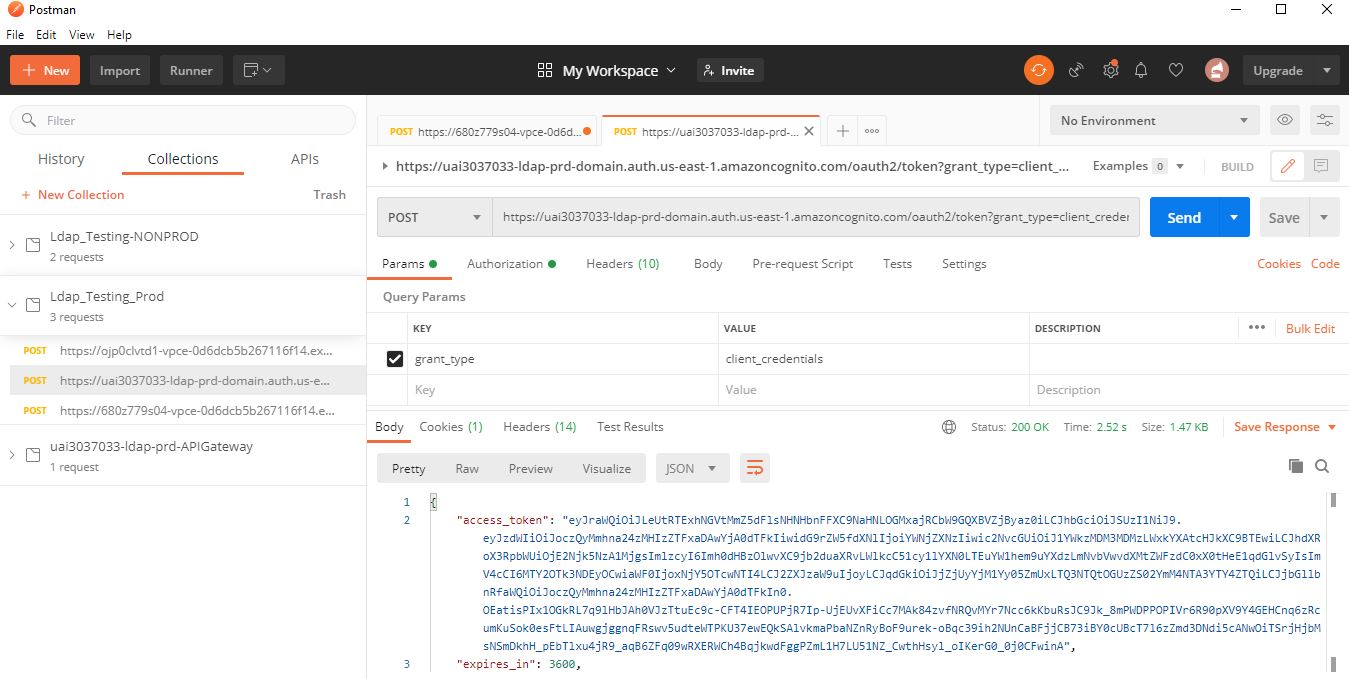 Postman
File Edit View Help
New Import Runner My Workspace Invite Upgrade
Filter
History Collections APIs
+ New Collection Trash
Ldap_Testing-NONPROD
2 requests
Ldap_Testing_Prod
3 requests
POST https://ojp0clvtd1-vpce-0d6dcb5b267116f14.ex...
POST https://uai3037033-ldap-prd-domain.auth.us-e...
POST https://680z779s04-vpce-0d6dcb5b267116f14.e...
uai3037033-ldap-prd-APIGateway
1 request
POST https://680z779s04-vpce-0d6d... POST https://uai3037033-ldap-prd-... No Environment
https://uai3037033-ldap-prd-domain.auth.us-east-1.amazoncognito.com/oauth2/token?grant_type=client_... Examples 0 BUILD
POST https://uai3037033-ldap-prd-domain.auth.us-east-1.amazoncognito.com/oauth2/token?grant_type=client_creder Send Save
Params Authorization Headers (10) Body Pre-request Script Tests Settings Cookies Code
Query Params
KEY VALUE DESCRIPTION Bulk Edit
grant_type client_credentials
Key Value Description
Body Cookies (1) Headers (14) Test Results Status: 200 OK Time: 2.52 s Size: 1.47 KB Save Response
Pretty Raw Preview Visualize JSON
1 {
2 "access_token":
3 "expires_in": 3600,